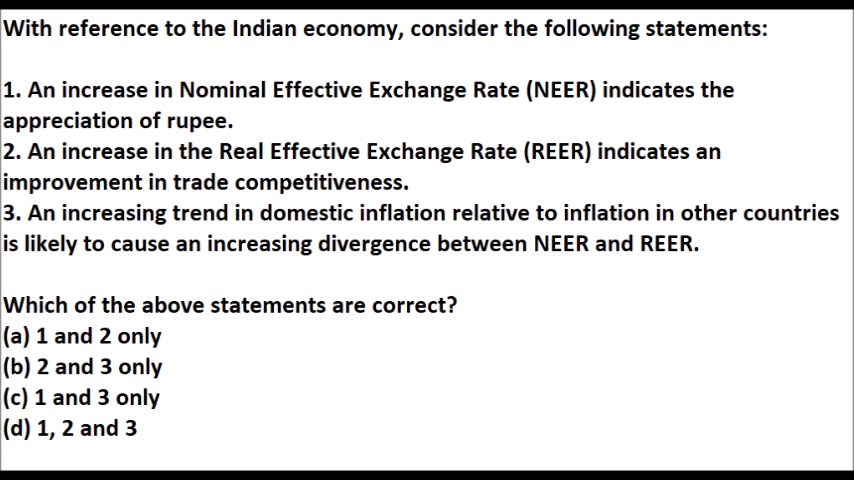 With reference to the Indian economy, consider the following statements:
1. An increase in Nominal Effective Exchange Rate (NEER) indicates the
appreciation of rupee.
2. An increase in the Real Effective Exchange Rate (REER) indicates an
improvement in trade competitiveness.
3. An increasing trend in domestic inflation relative to inflation in other countries
is likely to cause an increasing divergence between NEER and REER.
Which of the above statements are correct?
(a) 1 and 2 only
(b) 2 and 3 only
(c) 1 and 3 only
(d) 1, 2 and 3